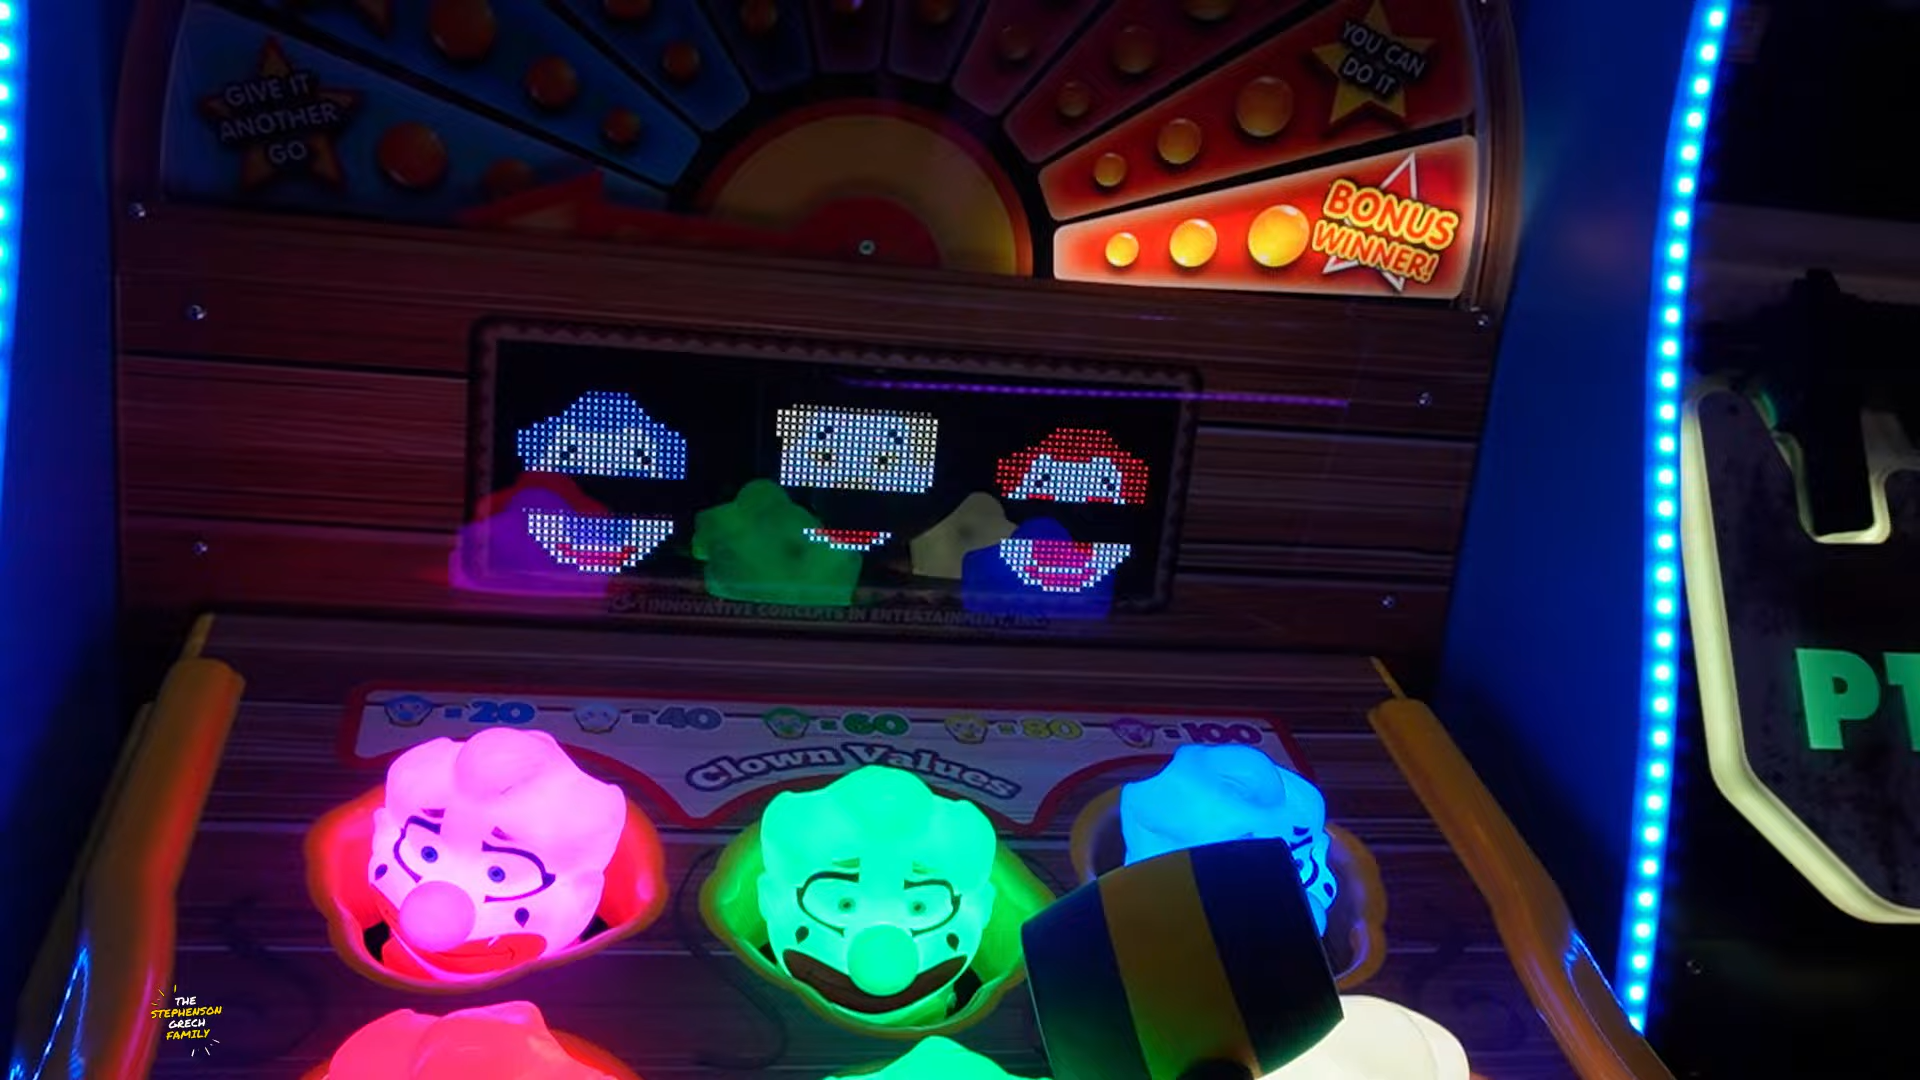 GIVE IT
ANOTHER
GO
YOU CAN
DO IT
BONUS
WINNER!
INNOVATIVE CONCEPTS IN ENTERTAINMENT, INC.
=20 =40 =60 =80 =100
Clown Values
THE
STEPHENSON
GRECH
FAMILY